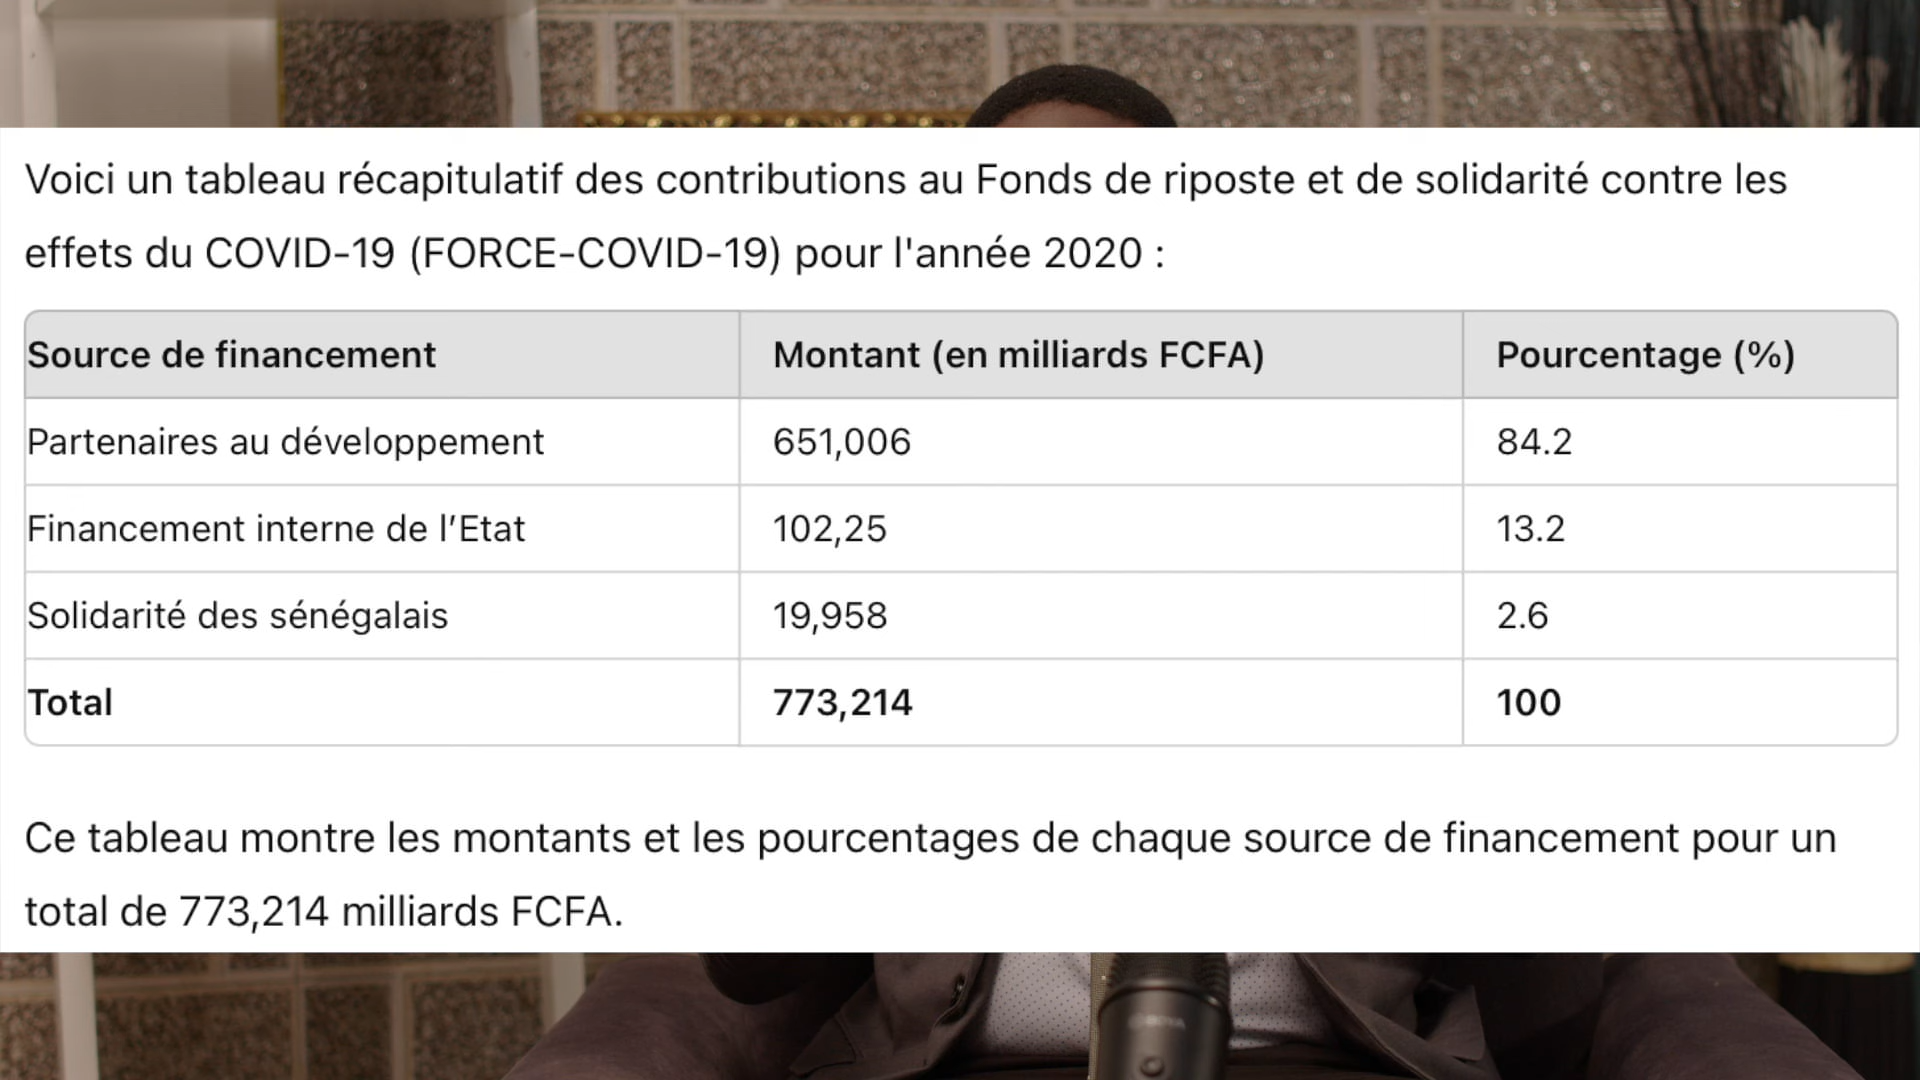 Voici un tableau récapitulatif des contributions au Fonds de riposte et de solidarité contre les
effets du COVID-19 (FORCE-COVID-19) pour l'année 2020 :
Source de financement Montant (en milliards FCFA) Pourcentage (%)
Partenaires au développement 651,006 84.2
Financement interne de l’Etat 102,25 13.2
Solidarité des sénégalais 19,958 2.6
Total 773,214 100
Ce tableau montre les montants et les pourcentages de chaque source de financement pour un
total de 773,214 milliards FCFA.